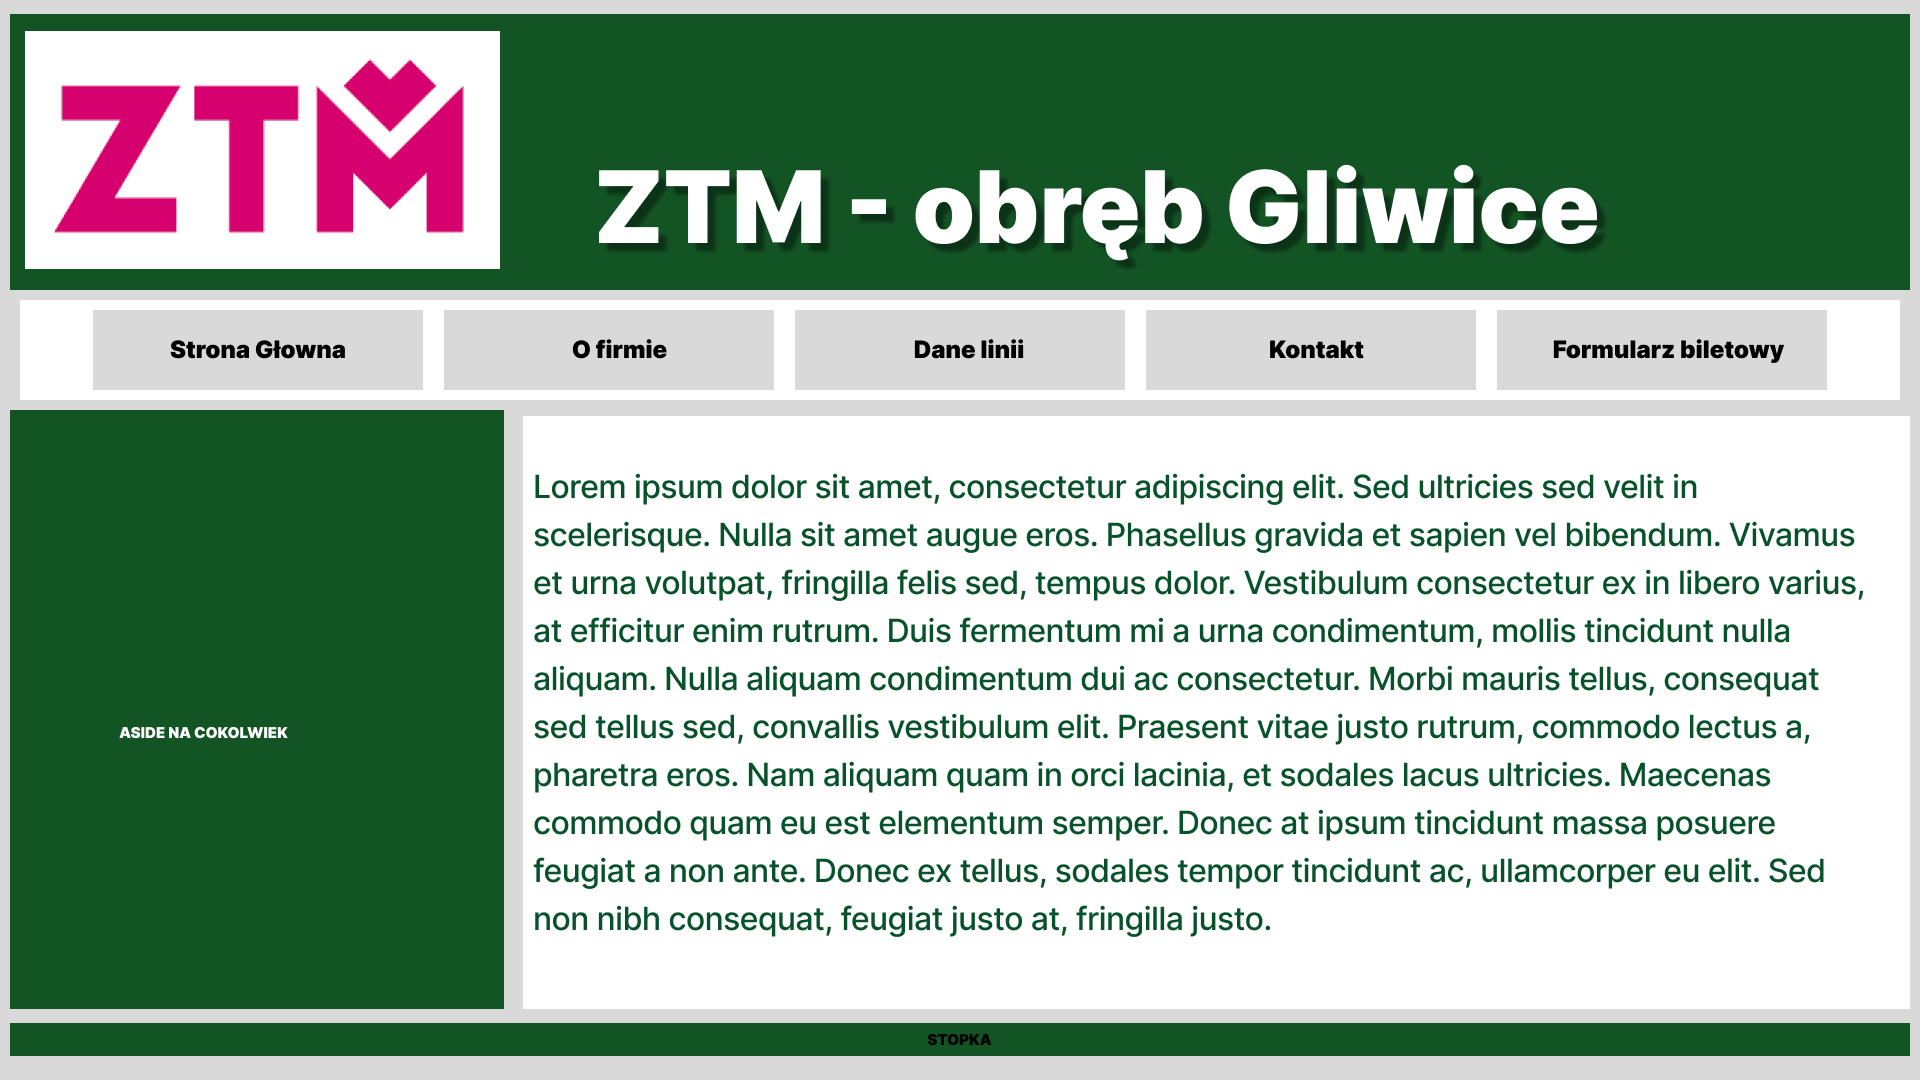 ZTM
ZTM - obręb Gliwice
Strona Głowna
O firmie
Dane linii
Kontakt
Formularz biletowy
ASIDE NA COKOLWIEK
Lorem ipsum dolor sit amet, consectetur adipiscing elit. Sed ultricies sed velit in
scelerisque. Nulla sit amet augue eros. Phasellus gravida et sapien vel bibendum. Vivamus
et urna volutpat, fringilla felis sed, tempus dolor. Vestibulum consectetur ex in libero varius,
at efficitur enim rutrum. Duis fermentum mi a urna condimentum, mollis tincidunt nulla
aliquam. Nulla aliquam condimentum dui ac consectetur. Morbi mauris tellus, consequat
sed tellus sed, convallis vestibulum elit. Praesent vitae justo rutrum, commodo lectus a,
pharetra eros. Nam aliquam quam in orci lacinia, et sodales lacus ultricies. Maecenas
commodo quam eu est elementum semper. Donec at ipsum tincidunt massa posuere
feugiat a non ante. Donec ex tellus, sodales tempor tincidunt ac, ullamcorper eu elit. Sed
non nibh consequat, feugiat justo at, fringilla justo.
STOPKA